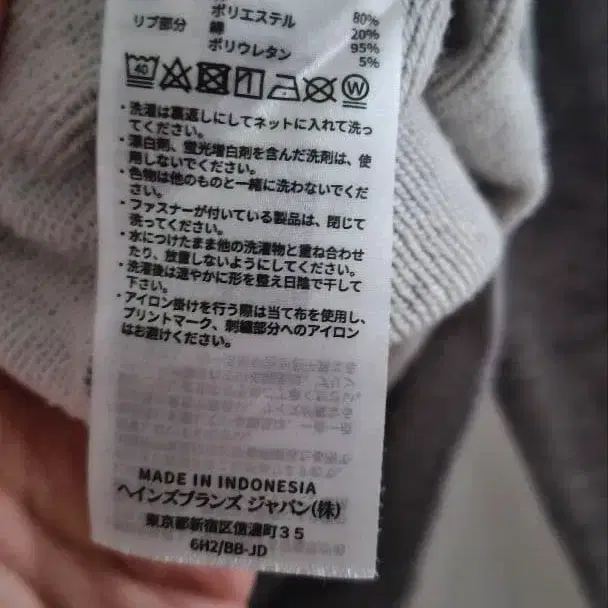 ポリエステル 80%
リブ部分 綿 20%
ポリウレタン 95%
5%
40 W
・洗濯は裏返しにしてネットに入れて洗っ
てください。
・漂白剤、蛍光増白剤を含んだ洗剤は、使
用しないでください。
・色物は他のものと一緒に洗わないでくだ
さい。
・ファスナーが付いている製品は、閉じて
洗ってください。
・水につけたまま他の洗濯物と重ね合わせ
たり、放置しないようにしてください。
・洗濯後は速やかに形を整え日陰で干して
下さい。
・アイロン掛けを行う際は当て布を使用し、
プリントマーク、刺繍部分へのアイロン
はお避けください。
MADE IN INDONESIA
ヘインズブランズ ジャパン(株)
東京都新宿区信濃町35
6H2/BB-JD